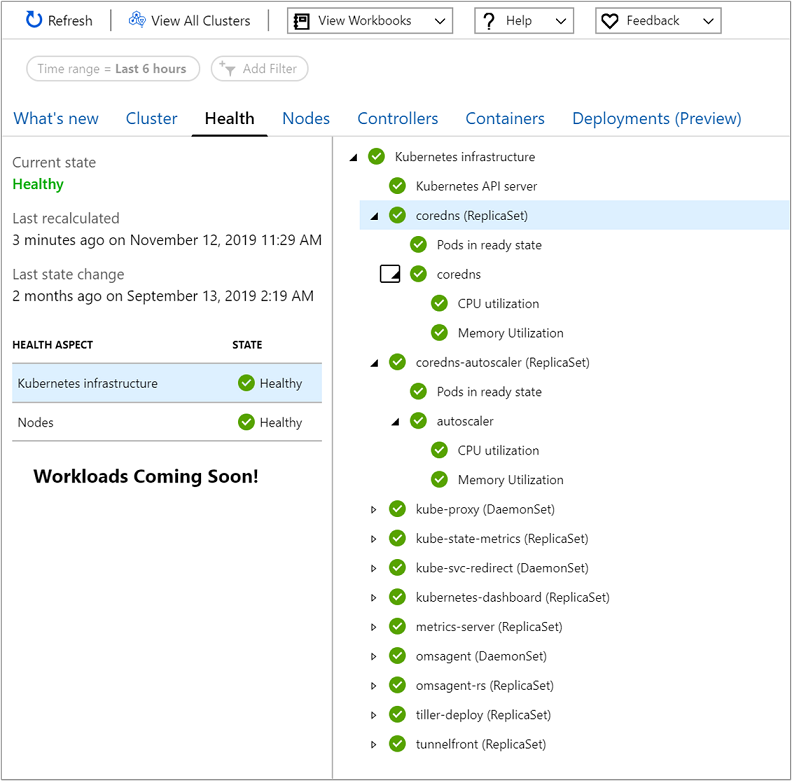 Refresh View All Clusters View Workbooks Help Feedback
Time range = Last 6 hours Add Filter
What's new Cluster Health Nodes Controllers Containers Deployments (Preview)
Current state
Healthy
Last recalculated
3 minutes ago on November 12, 2019 11:29 AM
Last state change
2 months ago on September 13, 2019 2:19 AM
HEALTH ASPECT STATE
Kubernetes infrastructure Healthy
Nodes Healthy
Workloads Coming Soon!
Kubernetes infrastructure
Kubernetes API server
coredns (ReplicaSet)
Pods in ready state
coredns
CPU utilization
Memory Utilization
coredns-autoscaler (ReplicaSet)
Pods in ready state
autoscaler
CPU utilization
Memory Utilization
kube-proxy (DaemonSet)
kube-state-metrics (ReplicaSet)
kube-svc-redirect (DaemonSet)
kubernetes-dashboard (ReplicaSet)
metrics-server (ReplicaSet)
omsagent (DaemonSet)
omsagent-rs (ReplicaSet)
tiller-deploy (ReplicaSet)
tunnelfront (ReplicaSet)